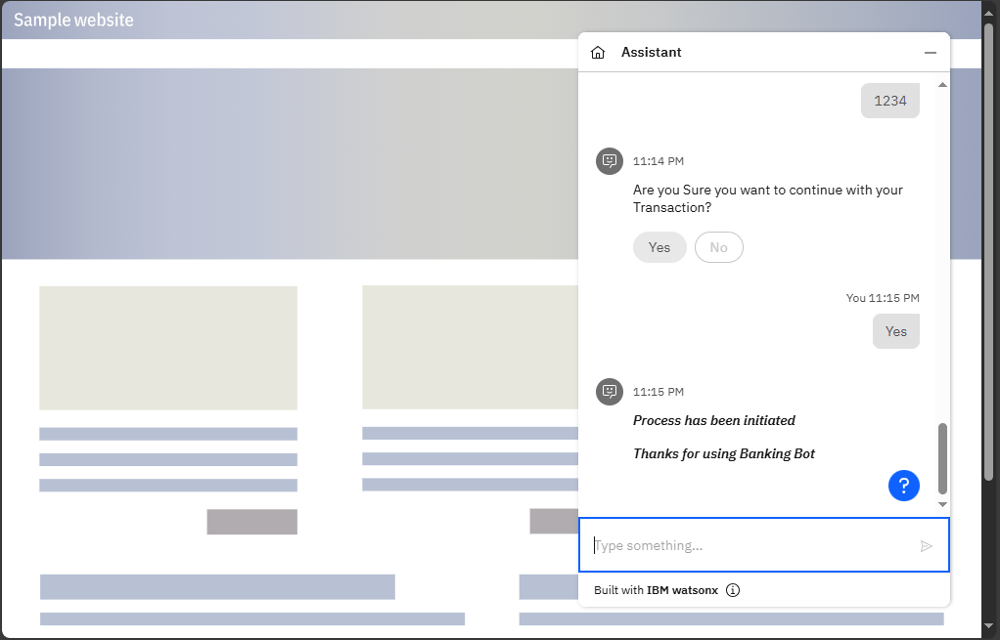 Sample website
Assistant
1234
11:14 PM
Are you Sure you want to continue with your
Transaction?
Yes
No
You 11:15 PM
Yes
11:15 PM
Process has been initiated
Thanks for using Banking Bot
?
Type something...
Built with IBM watsonx